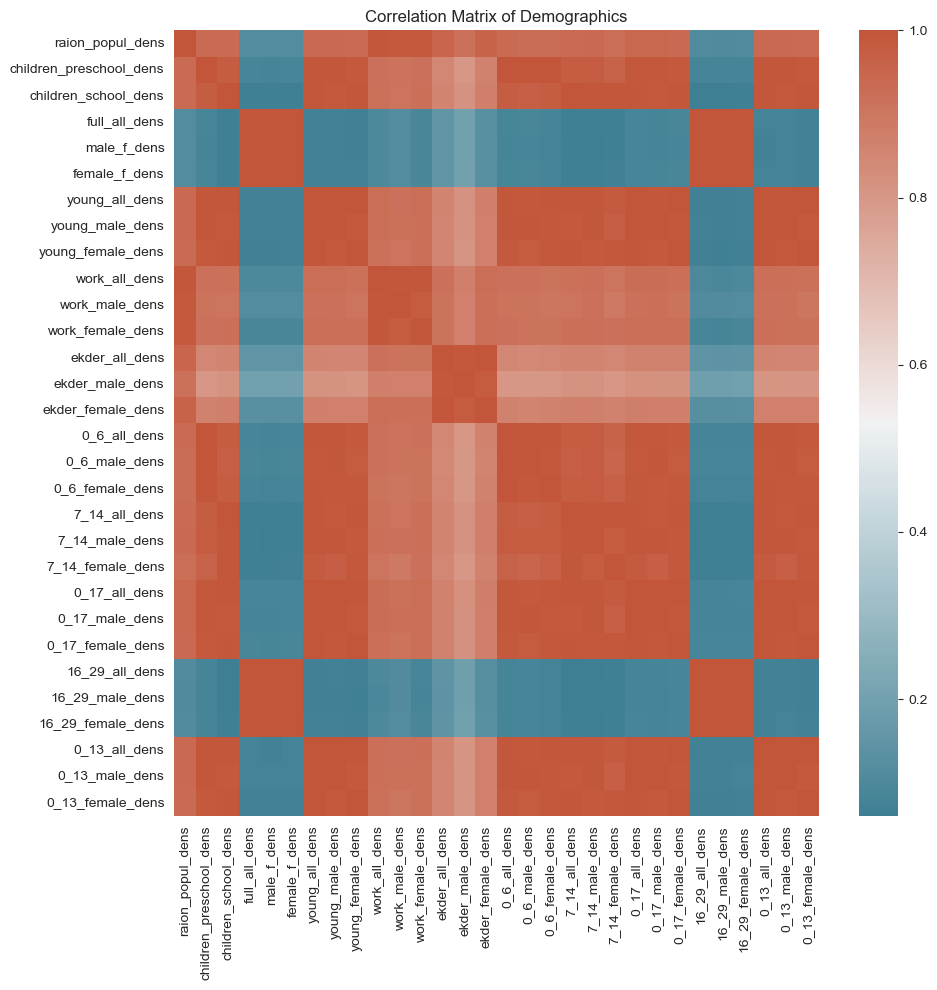 Correlation Matrix of Demographics
raion_popul_dens
children_preschool_dens
children_school_dens
full_all_dens
male_f_dens
female_f_dens
young_all_dens
young_male_dens
young_female_dens
work_all_dens
work_male_dens
work_female_dens
ekder_all_dens
ekder_male_dens
ekder_female_dens
0_6_all_dens
0_6_male_dens
0_6_female_dens
7_14_all_dens
7_14_male_dens
7_14_female_dens
0_17_all_dens
0_17_male_dens
0_17_female_dens
16_29_all_dens
16_29_male_dens
16_29_female_dens
0_13_all_dens
0_13_male_dens
0_13_female_dens
raion_popul_dens
children_preschool_dens
children_school_dens
full_all_dens
male_f_dens
female_f_dens
young_all_dens
young_male_dens
young_female_dens
work_all_dens
work_male_dens
work_female_dens
ekder_all_dens
ekder_male_dens
ekder_female_dens
0_6_all_dens
0_6_male_dens
0_6_female_dens
7_14_all_dens
7_14_male_dens
7_14_female_dens
0_17_all_dens
0_17_male_dens
0_17_female_dens
16_29_all_dens
16_29_male_dens
16_29_female_dens
0_13_all_dens
0_13_male_dens
0_13_female_dens
1.0
0.8
0.6
0.4
0.2